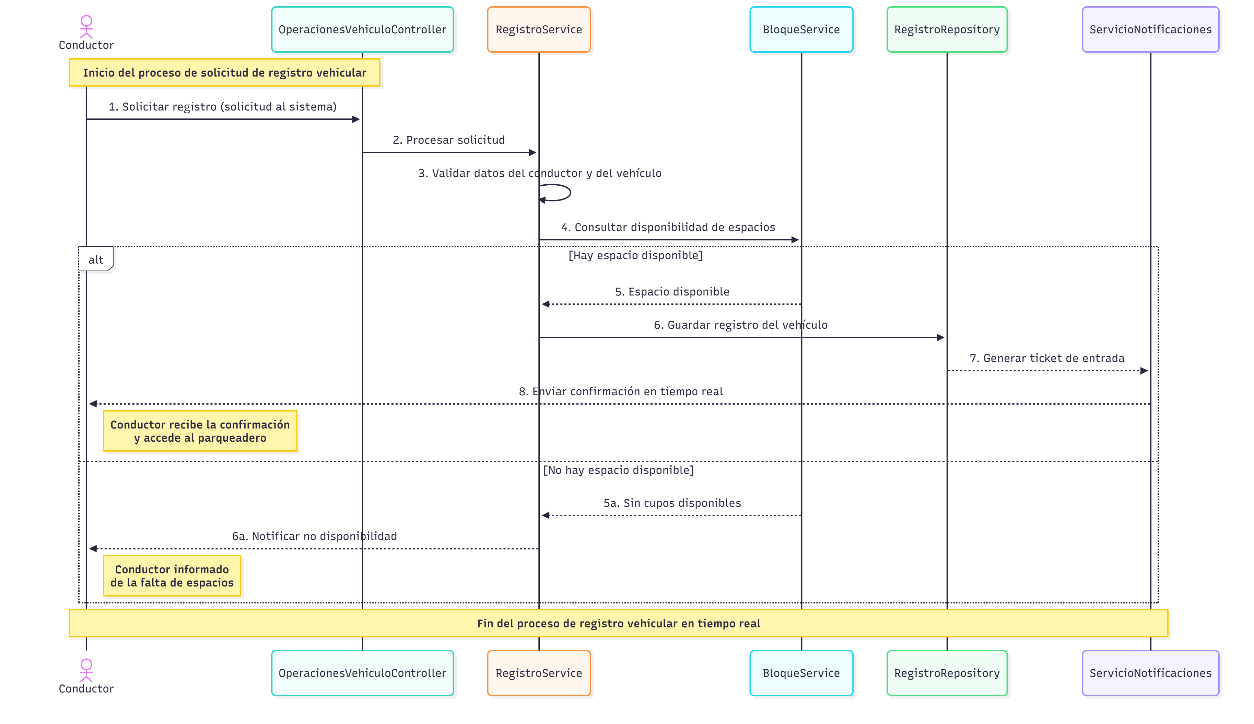 Conductor
OperacionesVehiculoController
RegistroService
BloqueService
RegistroRepository
ServicioNotificaciones
Inicio del proceso de solicitud de registro vehicular
1. Solicitar registro (solicitud al sistema)
2. Procesar solicitud
3. Validar datos del conductor y del vehículo
4. Consultar disponibilidad de espacios
alt
[Hay espacio disponible]
5. Espacio disponible
6. Guardar registro del vehículo
7. Generar ticket de entrada
8. Enviar confirmación en tiempo real
Conductor recibe la confirmación
y accede al parqueadero
[No hay espacio disponible]
5a. Sin cupos disponibles
6a. Notificar no disponibilidad
Conductor informado
de la falta de espacios
Fin del proceso de registro vehicular en tiempo real
Conductor
OperacionesVehiculoController
RegistroService
BloqueService
RegistroRepository
ServicioNotificaciones